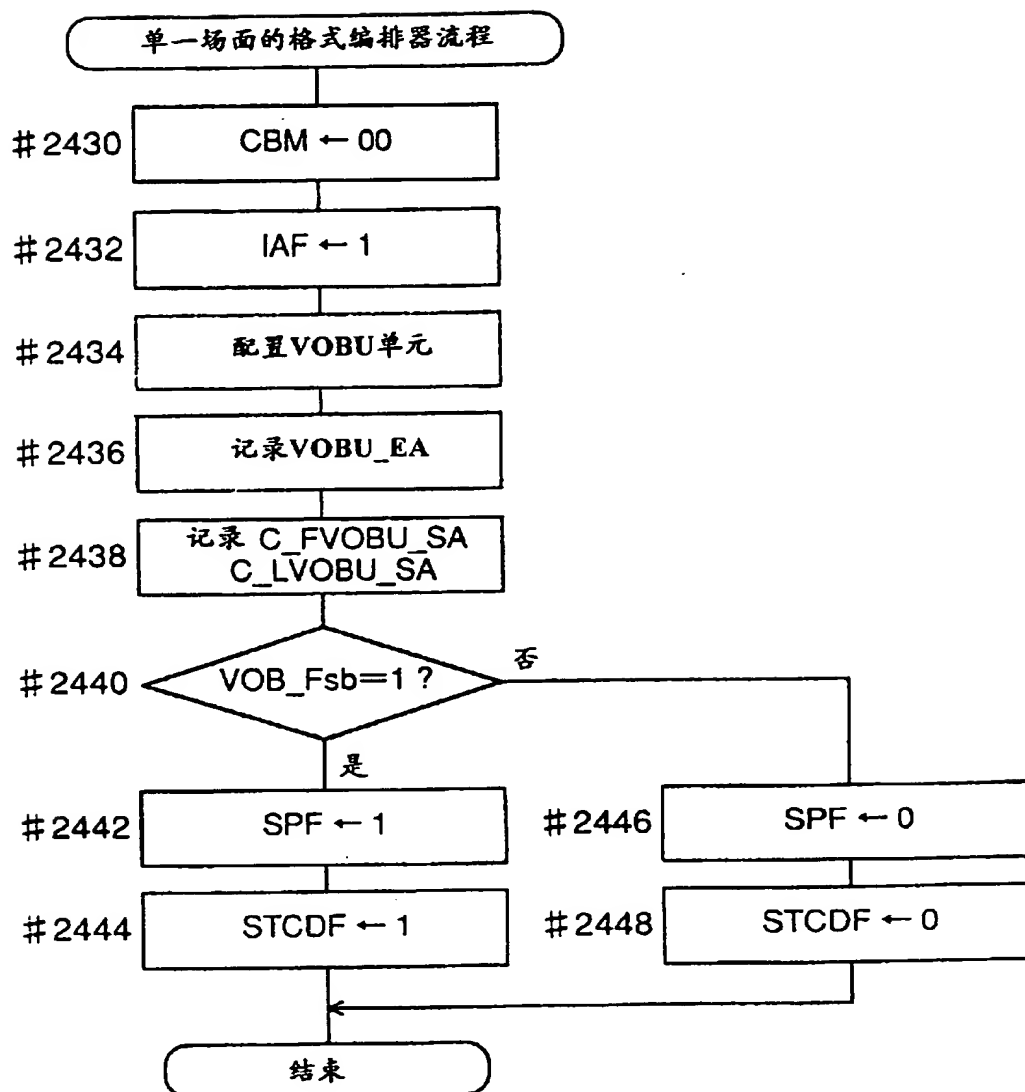 单一场面的格式编排器流程
#2430
CBM ← 00
#2432
IAF ← 1
#2434
配置VOBU单元
#2436
记录VOBU_EA
#2438
记录 C_FVOBU_SA
C_LVOBU_SA
#2440
VOB_Fsb=1 ?
否
是
#2442
SPF ← 1
#2446
SPF ← 0
#2444
STCDF ← 1
#2448
STCDF ← 0
结束